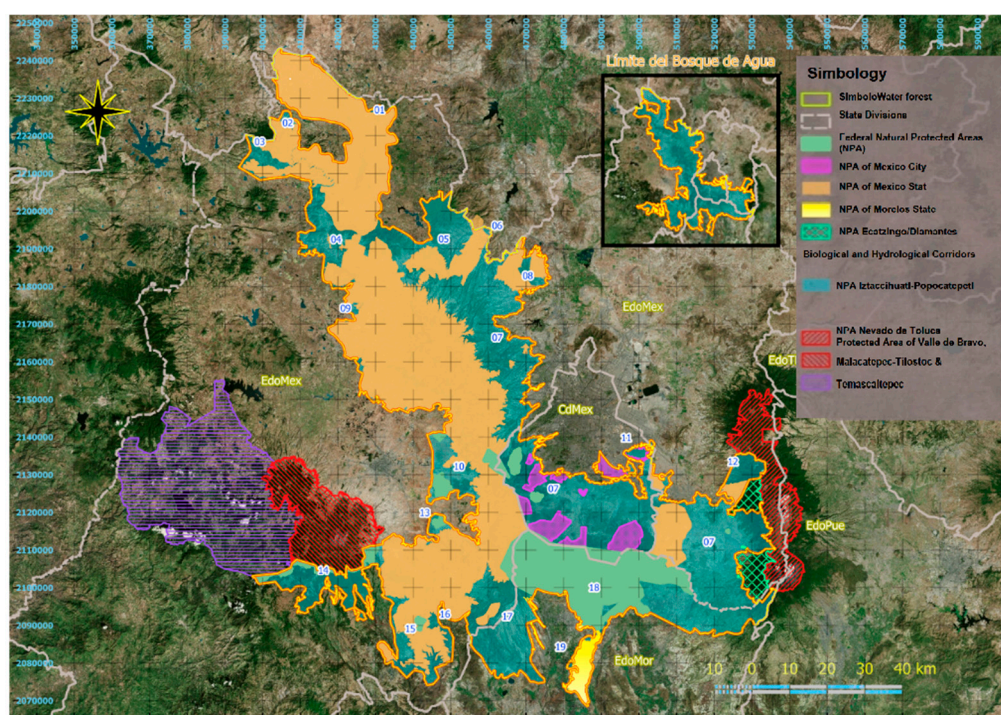 2250000
2240000
2230000
2220000
2210000
2200000
2190000
2180000
2170000
2160000
2150000
2140000
2130000
2120000
2110000
2100000
2090000
2080000
2070000
Límite del Bosque de Agua
Simbology
SímboloWater forest
State Divisions
Federal Natural Protected Areas
(NPA)
NPA of Mexico City
NPA of Mexico Stat
NPA of Morelos State
NPA Ecotzingo/Diamantes
Biological and Hydrological Corridors
NPA Iztaccihuatl-Popocatepetl
NPA Nevado de Toluca
Protected Area of Valle de Bravo,
Malacatepec-Tilostoc &
Temascaltepec
01
02
03
04
05
06
07
08
09
EdoMex
EdoMex
CdMex
10
11
07
12
13
07
EdoPue
14
15
16
17
18
19
EdoMor
10 0 10 20 30 40 km